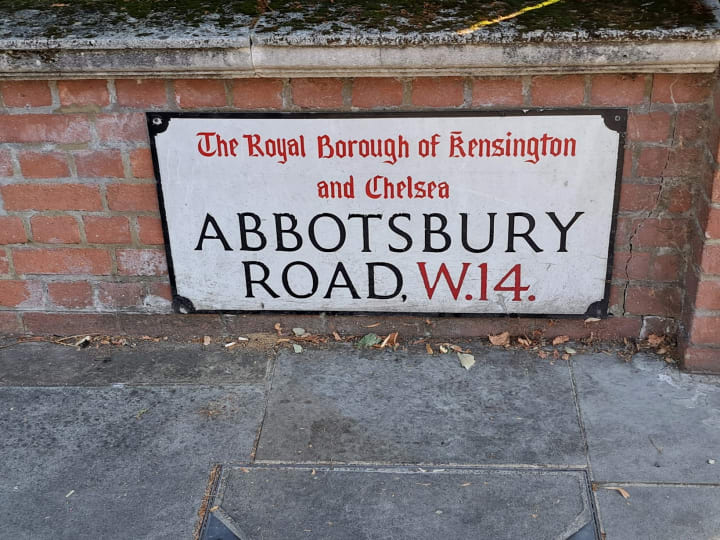 The Royal Borough of Kensington
and Chelsea
ABBOTSBURY
ROAD, W.14.